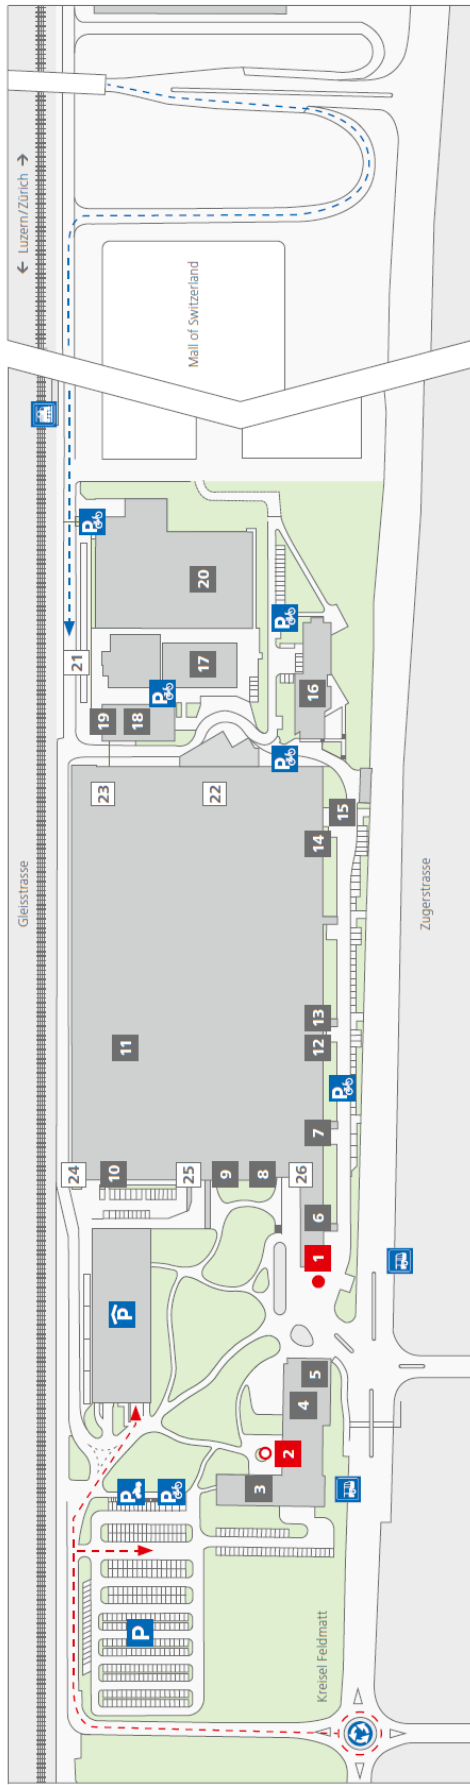 ← Luzern/Zürich →
Mall of Switzerland
P
20
21
17
P
P
16
19
18
P
23
22
15
14
Gleisstrasse
Zugerstrasse
11
13
12
P
7
24
10
25
9
8
26
6
1
P
5
4
2
3
P
P
P
Kreisel Feldmatt